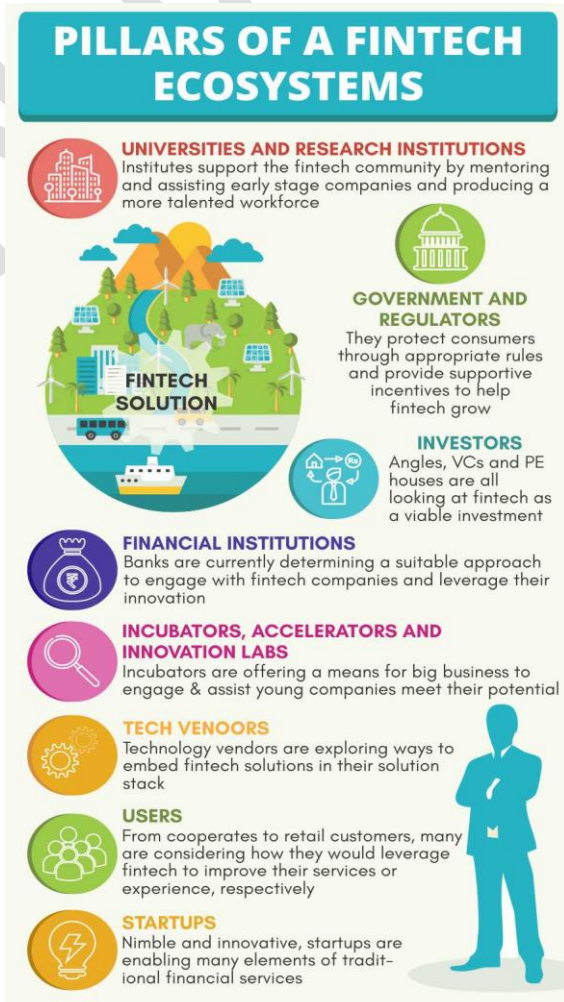 PILLARS OF A FINTECH
ECOSYSTEMS
UNIVERSITIES AND RESEARCH INSTITUTIONS
Institutes support the fintech community by mentoring
and assisting early stage companies and producing a
more talented workforce
GOVERNMENT AND
REGULATORS
They protect consumers
through appropriate rules
and provide supportive
incentives to help
fintech grow
FINTECH
SOLUTION
INVESTORS
Angles, VCs and PE
houses are all
looking at fintech as
a viable investment
Rs
FINANCIAL INSTITUTIONS
Banks are currently determining a suitable approach
to engage with fintech companies and leverage their
innovation
₹
INCUBATORS, ACCELERATORS AND
INNOVATION LABS
Incubators are offering a means for big business to
engage & assist young companies meet their potential
TECH VENOORS
Technology vendors are exploring ways to
embed fintech solutions in their solution
stack
USERS
From cooperates to retail customers, many
are considering how they would leverage
fintech to improve their services or
experience, respectively
STARTUPS
Nimble and innovative, startups are
enabling many elements of tradit-
ional financial services